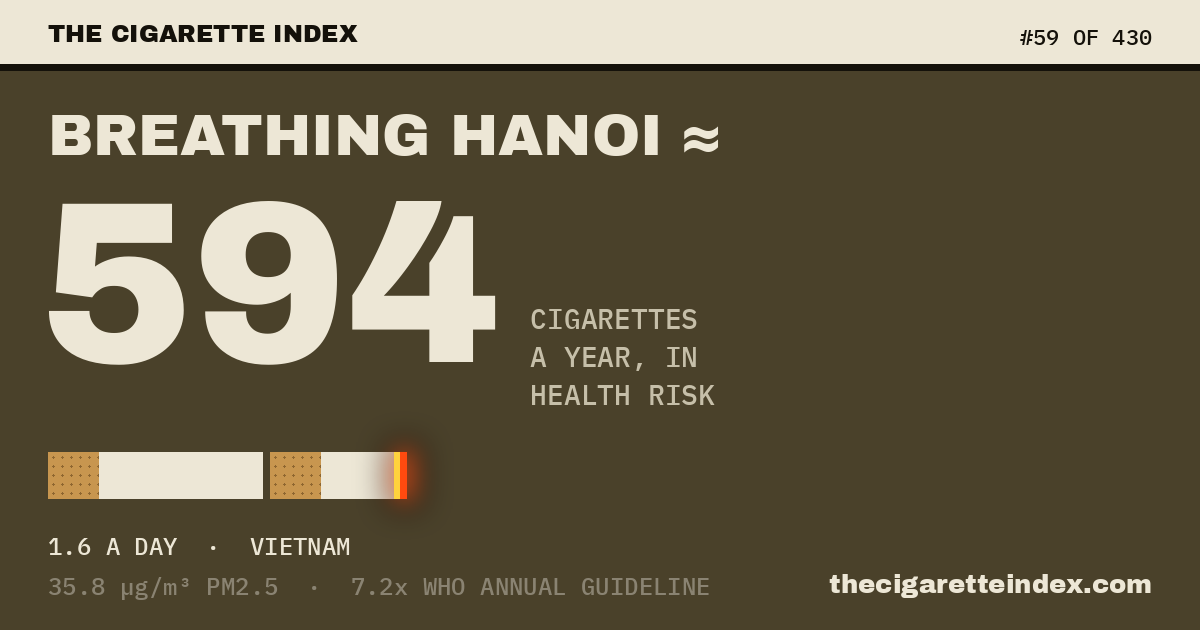 THE CIGARETTE INDEX
#59 OF 430
BREATHING HANOI ≈
594
CIGARETTES
A YEAR, IN
HEALTH RISK
1.6 A DAY · VIETNAM
35.8 µg/m³ PM2.5 · 7.2x WHO ANNUAL GUIDELINE
thecigaretteindex.com